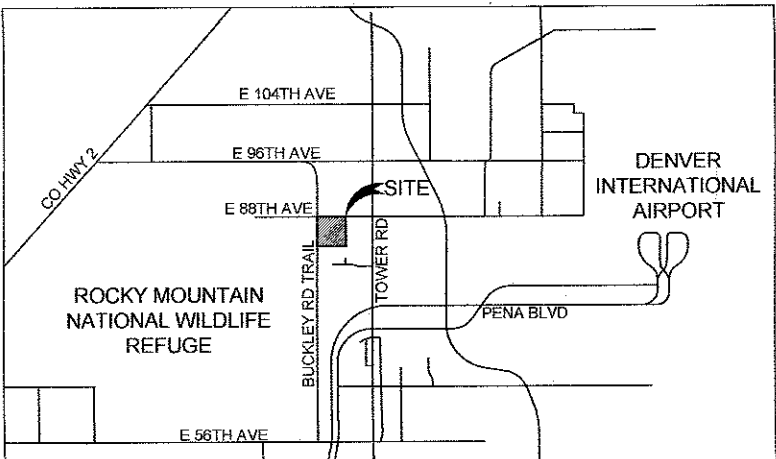 E 104TH AVE
E 96TH AVE
CO HWY 2
SITE
E 88TH AVE
DENVER
INTERNATIONAL
AIRPORT
BUCKLEY RD TRAIL
TOWER RD
ROCKY MOUNTAIN
NATIONAL WILDLIFE
REFUGE
PENA BLVD
E 56TH AVE